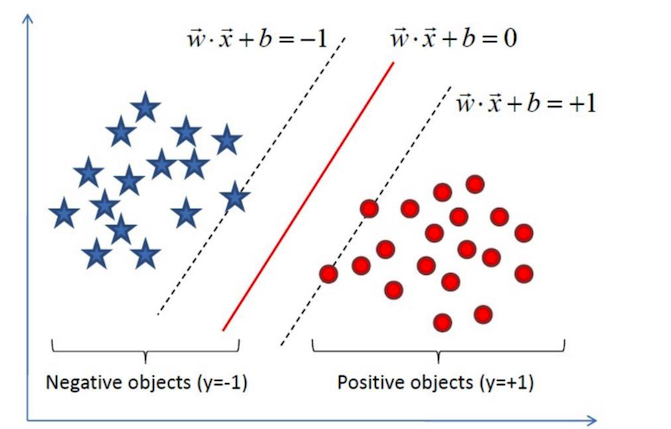 w⃗·x⃗+b=−1
w⃗·x⃗+b=0
w⃗·x⃗+b=+1
Negative objects (y=-1)
Positive objects (y=+1)